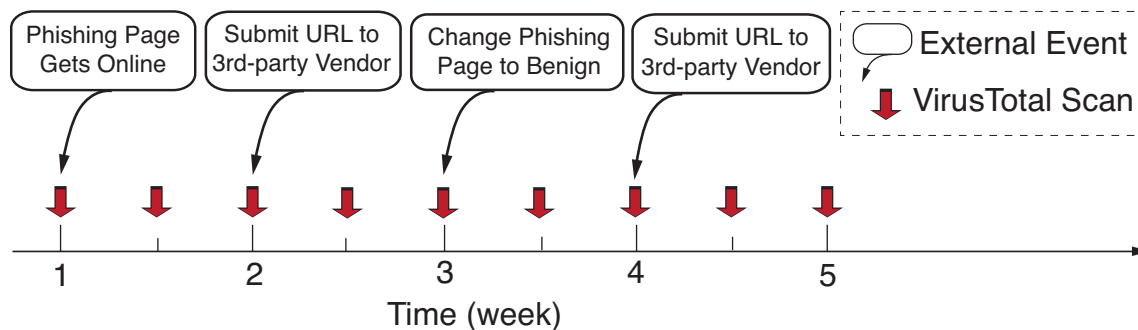 Phishing Page
Gets Online
Submit URL to
3rd-party Vendor
Change Phishing
Page to Benign
Submit URL to
3rd-party Vendor
External Event
VirusTotal Scan
1 2 3 4 5
Time (week)